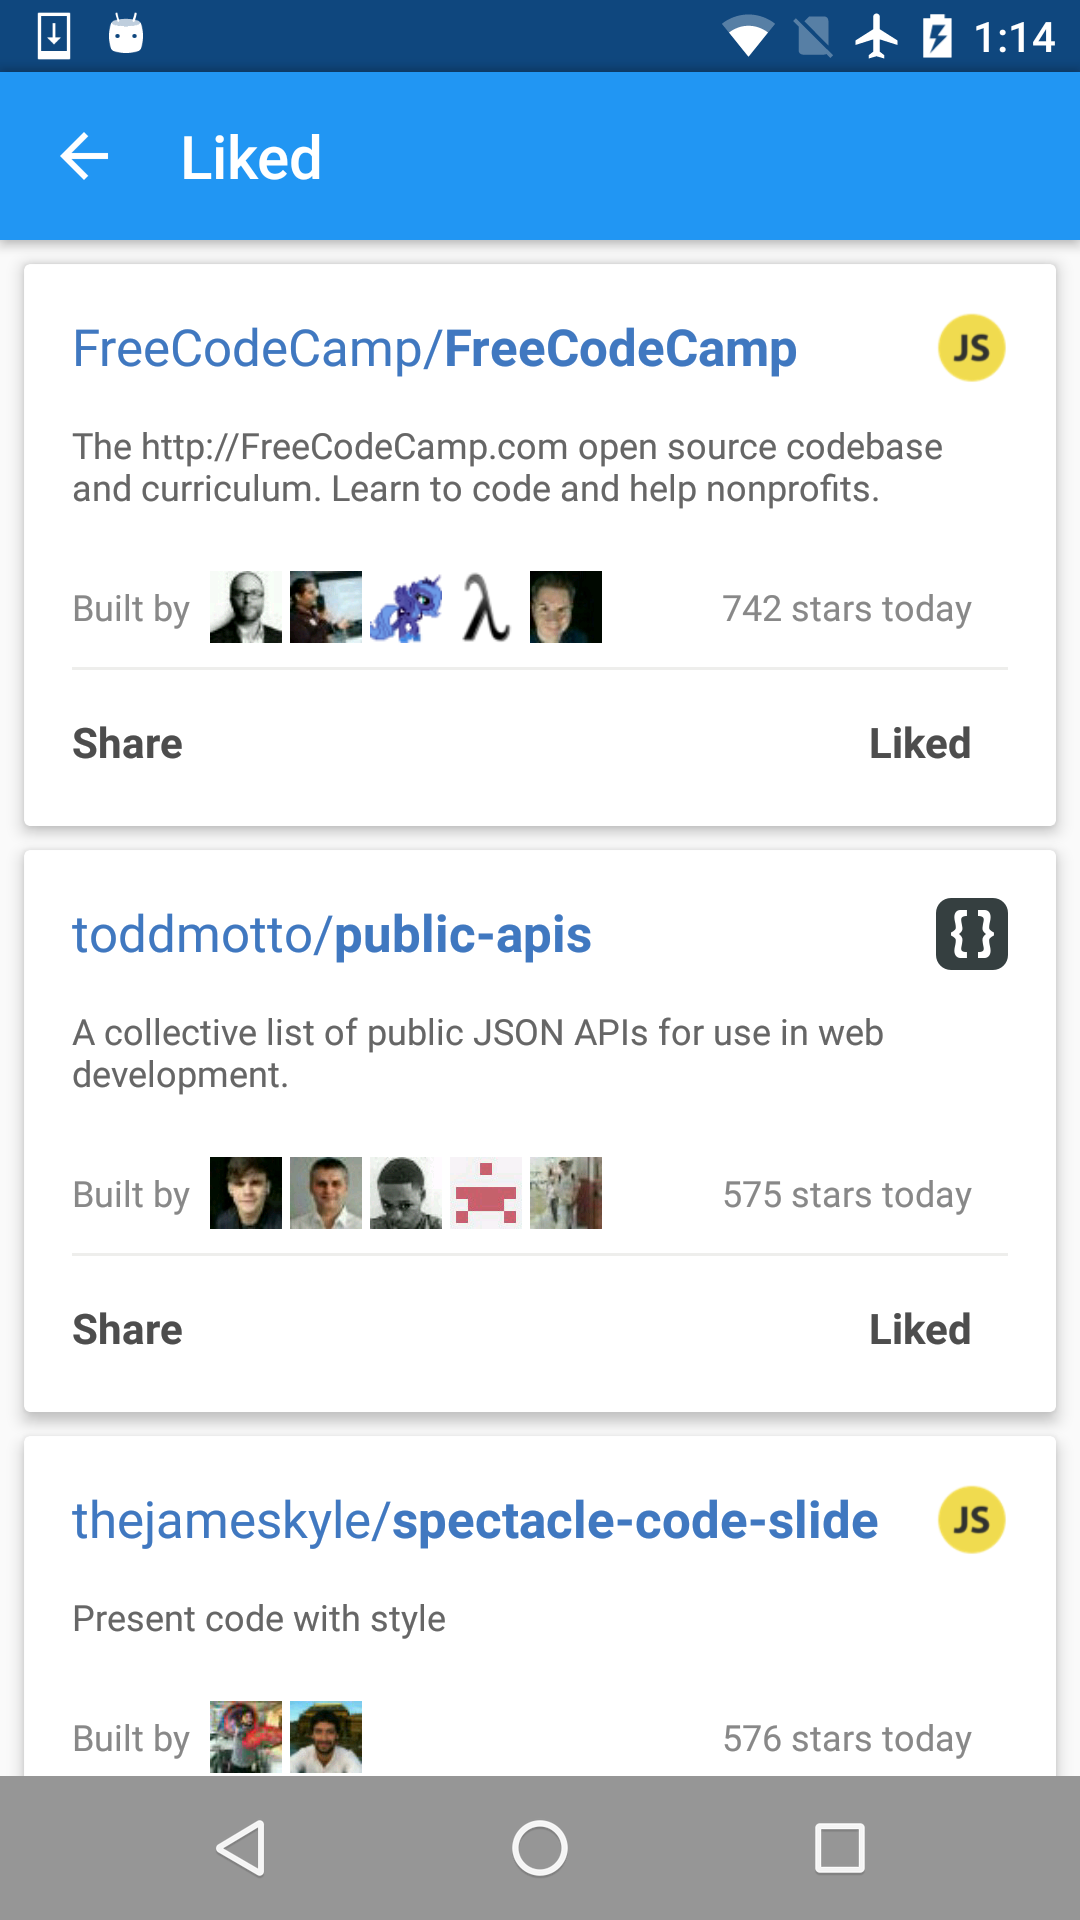 1:14
Liked
FreeCodeCamp/FreeCodeCamp
JS
The http://FreeCodeCamp.com open source codebase
and curriculum. Learn to code and help nonprofits.
Built by
λ
742 stars today
Share
Liked
toddmotto/public-apis
{}
A collective list of public JSON APIs for use in web
development.
Built by
575 stars today
Share
Liked
thejameskyle/spectacle-code-slide
JS
Present code with style
Built by
576 stars today